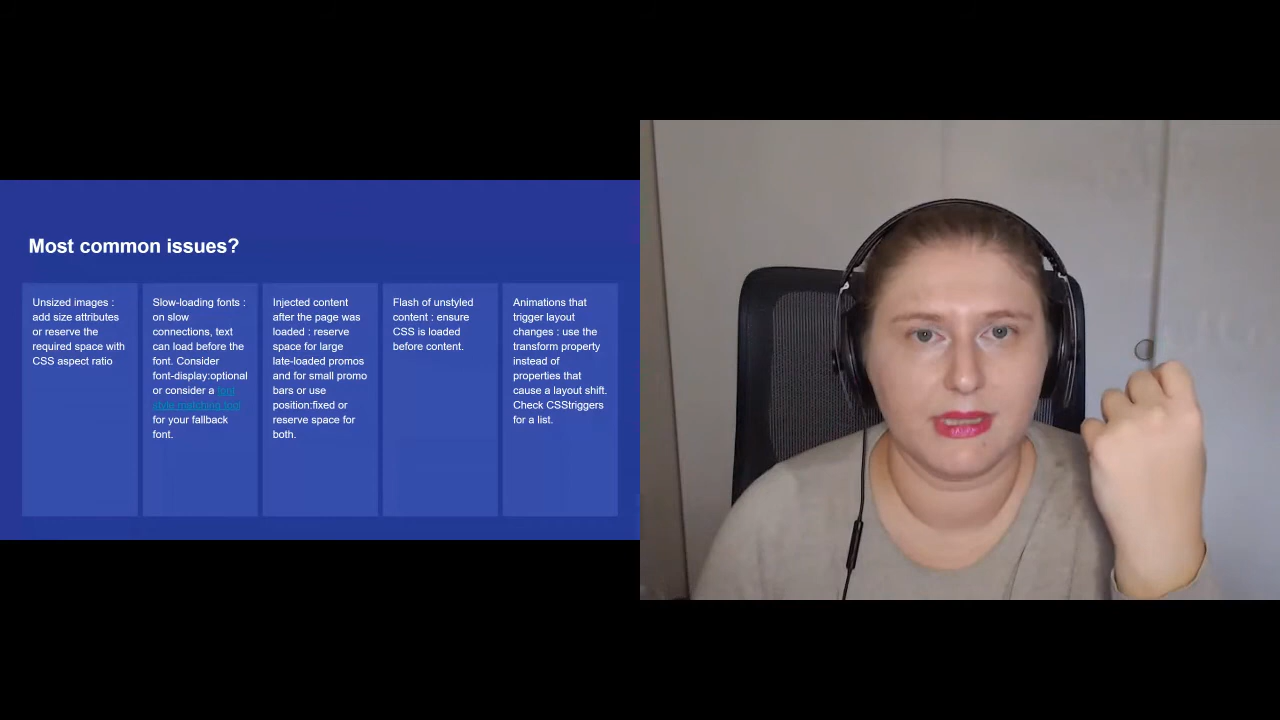 Most common issues?
Unsized images :
add size attributes
or reserve the
required space with
CSS aspect ratio
Slow-loading fonts :
on slow
connections, text
can load before the
font. Consider
font-display:optional
or consider a font
style matching tool
for your fallback
font.
Injected content
after the page was
loaded : reserve
space for large
late-loaded promos
and for small promo
bars or use
position:fixed or
reserve space for
both.
Flash of unstyled
content : ensure
CSS is loaded
before content.
Animations that
trigger layout
changes : use the
transform property
instead of
properties that
cause a layout shift.
Check CSStriggers
for a list.